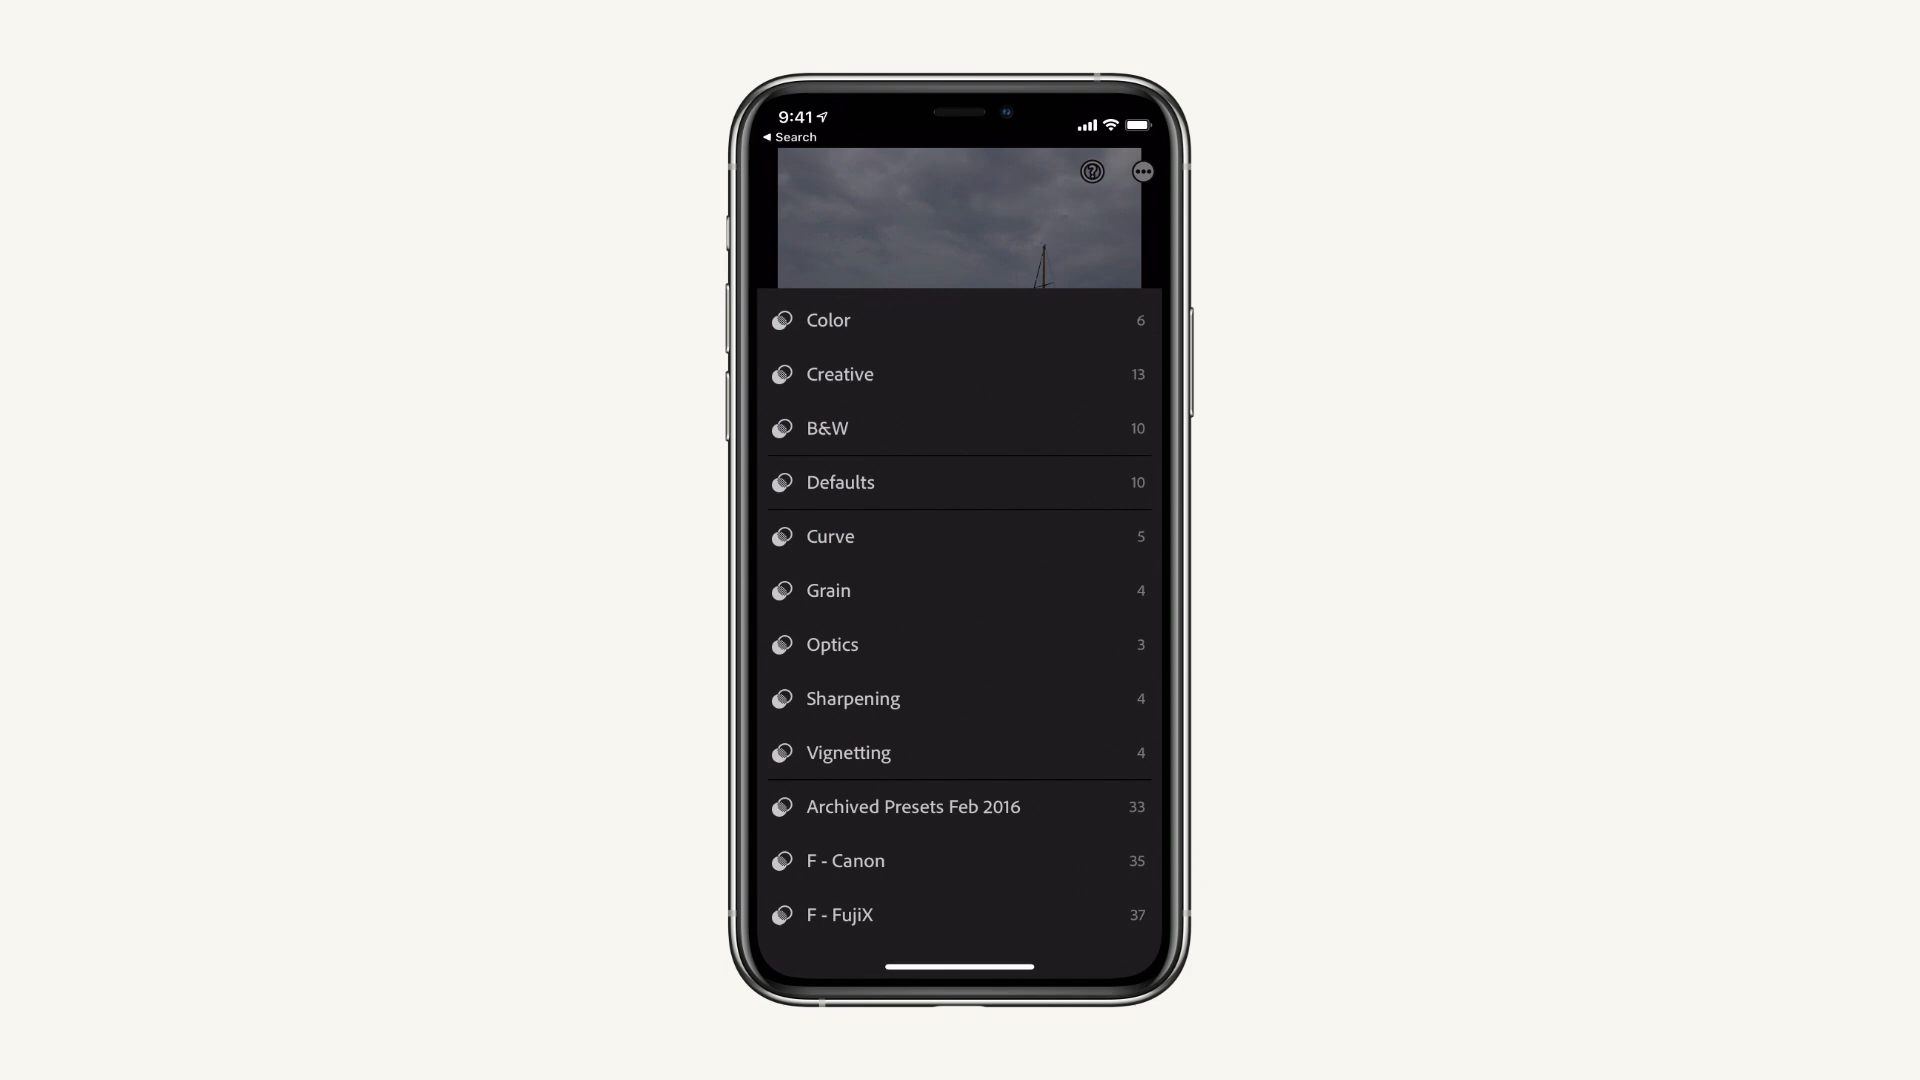 9:41
◀ Search
Color 6
Creative 13
B&W 10
Defaults 10
Curve 5
Grain 4
Optics 3
Sharpening 4
Vignetting 4
Archived Presets Feb 2016 33
F - Canon 35
F - FujiX 37